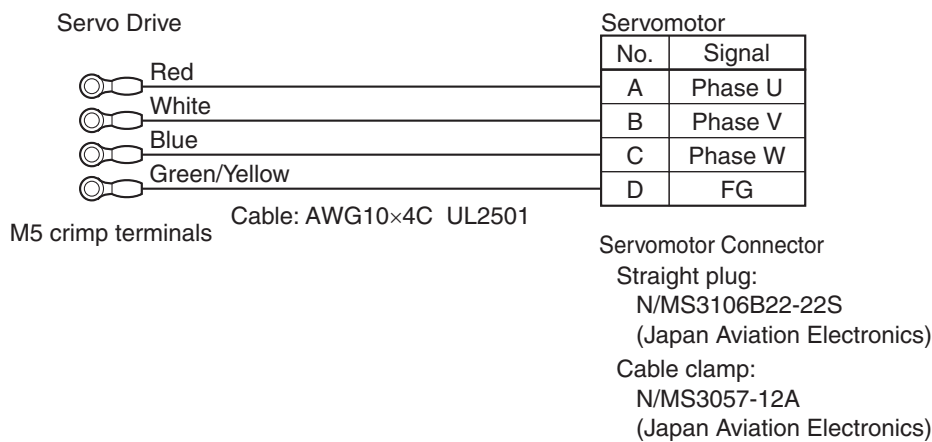 Servo Drive
Servomotor
No. Signal
Red
A Phase U
White
B Phase V
Blue
C Phase W
Green/Yellow
D FG
Cable: AWG10×4C UL2501
M5 crimp terminals
Servomotor Connector
Straight plug:
N/MS3106B22-22S
(Japan Aviation Electronics)
Cable clamp:
N/MS3057-12A
(Japan Aviation Electronics)